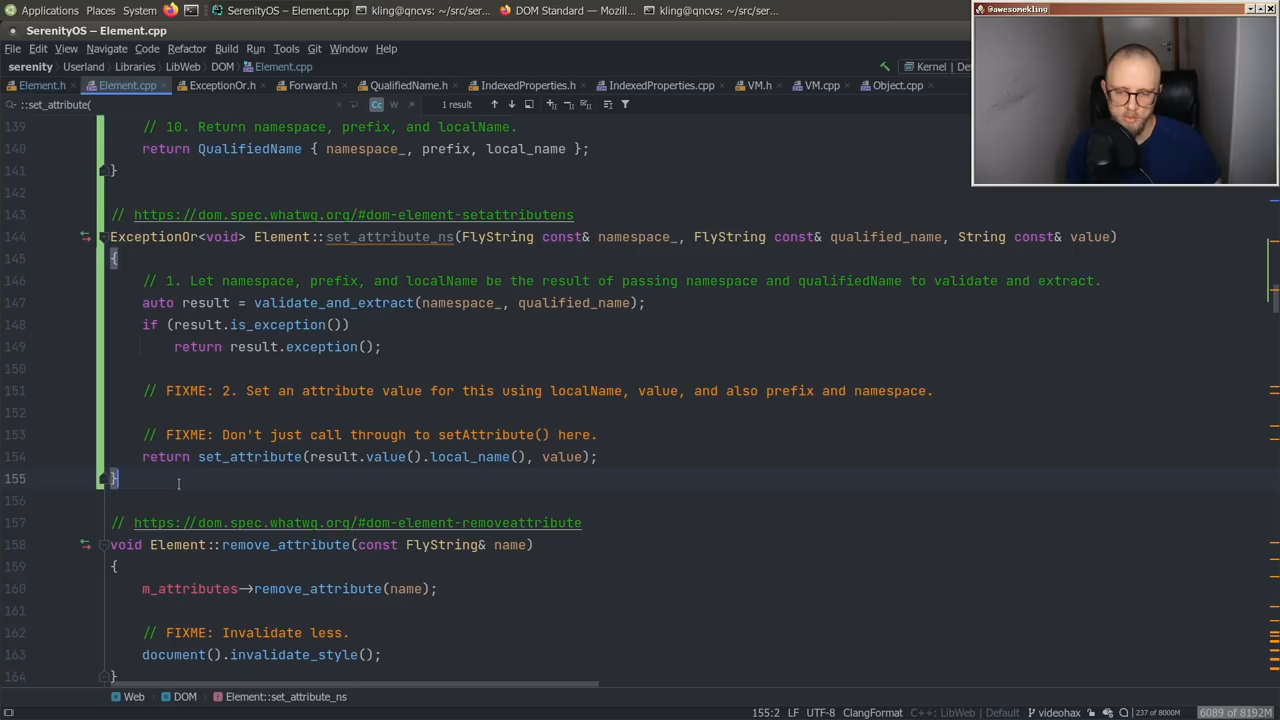 Applications Places System SerenityOS – Element.cpp kling@qncvs: ~/src/ser... DOM Standard — Mozill... kling@qncvs: ~/src/ser...
@awesomekling
SerenityOS – Element.cpp
File Edit View Navigate Code Refactor Build Run Tools Git Window Help
serenity Userland Libraries LibWeb DOM Element.cpp Kernel | De
Element.h Element.cpp ExceptionOr.h Forward.h QualifiedName.h IndexedProperties.h IndexedProperties.cpp VM.h VM.cpp Object.cpp
::set_attribute( Cc W 1 result
139 // 10. Return namespace, prefix, and localName.
140 return QualifiedName { namespace_, prefix, local_name };
141 }
142
143 // https://dom.spec.whatwg.org/#dom-element-setattributens
144 ExceptionOr<void> Element::set_attribute_ns(FlyString const& namespace_, FlyString const& qualified_name, String const& value)
145 {
146 // 1. Let namespace, prefix, and localName be the result of passing namespace and qualifiedName to validate and extract.
147 auto result = validate_and_extract(namespace_, qualified_name);
148 if (result.is_exception())
149 return result.exception();
150
151 // FIXME: 2. Set an attribute value for this using localName, value, and also prefix and namespace.
152
153 // FIXME: Don't just call through to setAttribute() here.
154 return set_attribute(result.value().local_name(), value);
155 }
156
157 // https://dom.spec.whatwg.org/#dom-element-removeattribute
158 void Element::remove_attribute(const FlyString& name)
159 {
160 m_attributes->remove_attribute(name);
161
162 // FIXME: Invalidate less.
163 document().invalidate_style();
164 }
Web DOM Element::set_attribute_ns
155:2 LF UTF-8 ClangFormat C++: LibWeb | Default videohax 237 of 8000M 6089 of 8192M